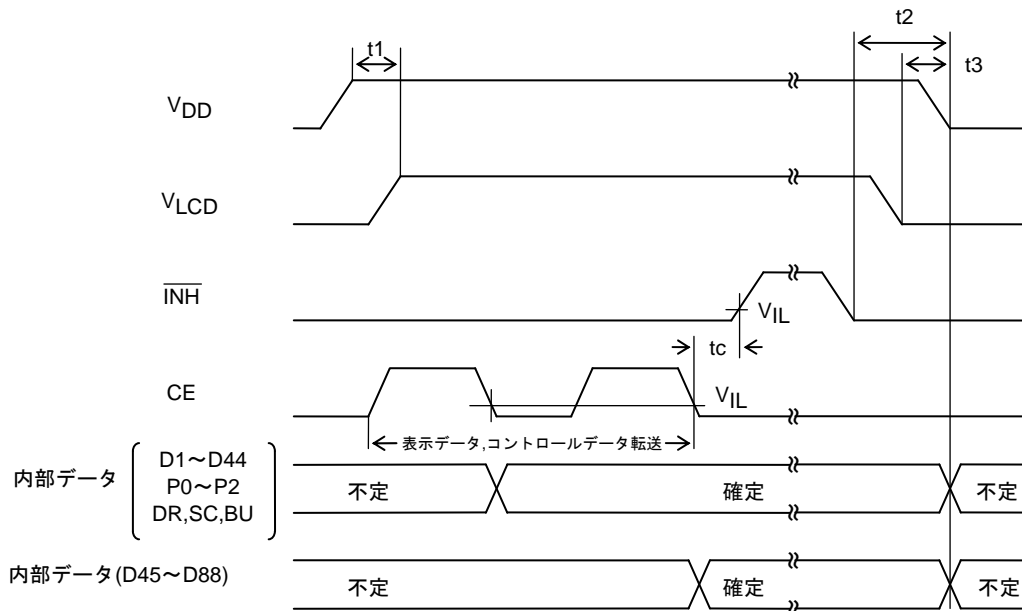 t2
t1
t3
VDD
VLCD
INH
VIL
tc
CE
VIL
表示データ,コントロールデータ転送
内部データ
D1～D44
P0～P2
DR,SC,BU
不定
確定
不定
内部データ(D45～D88)
不定
確定
不定